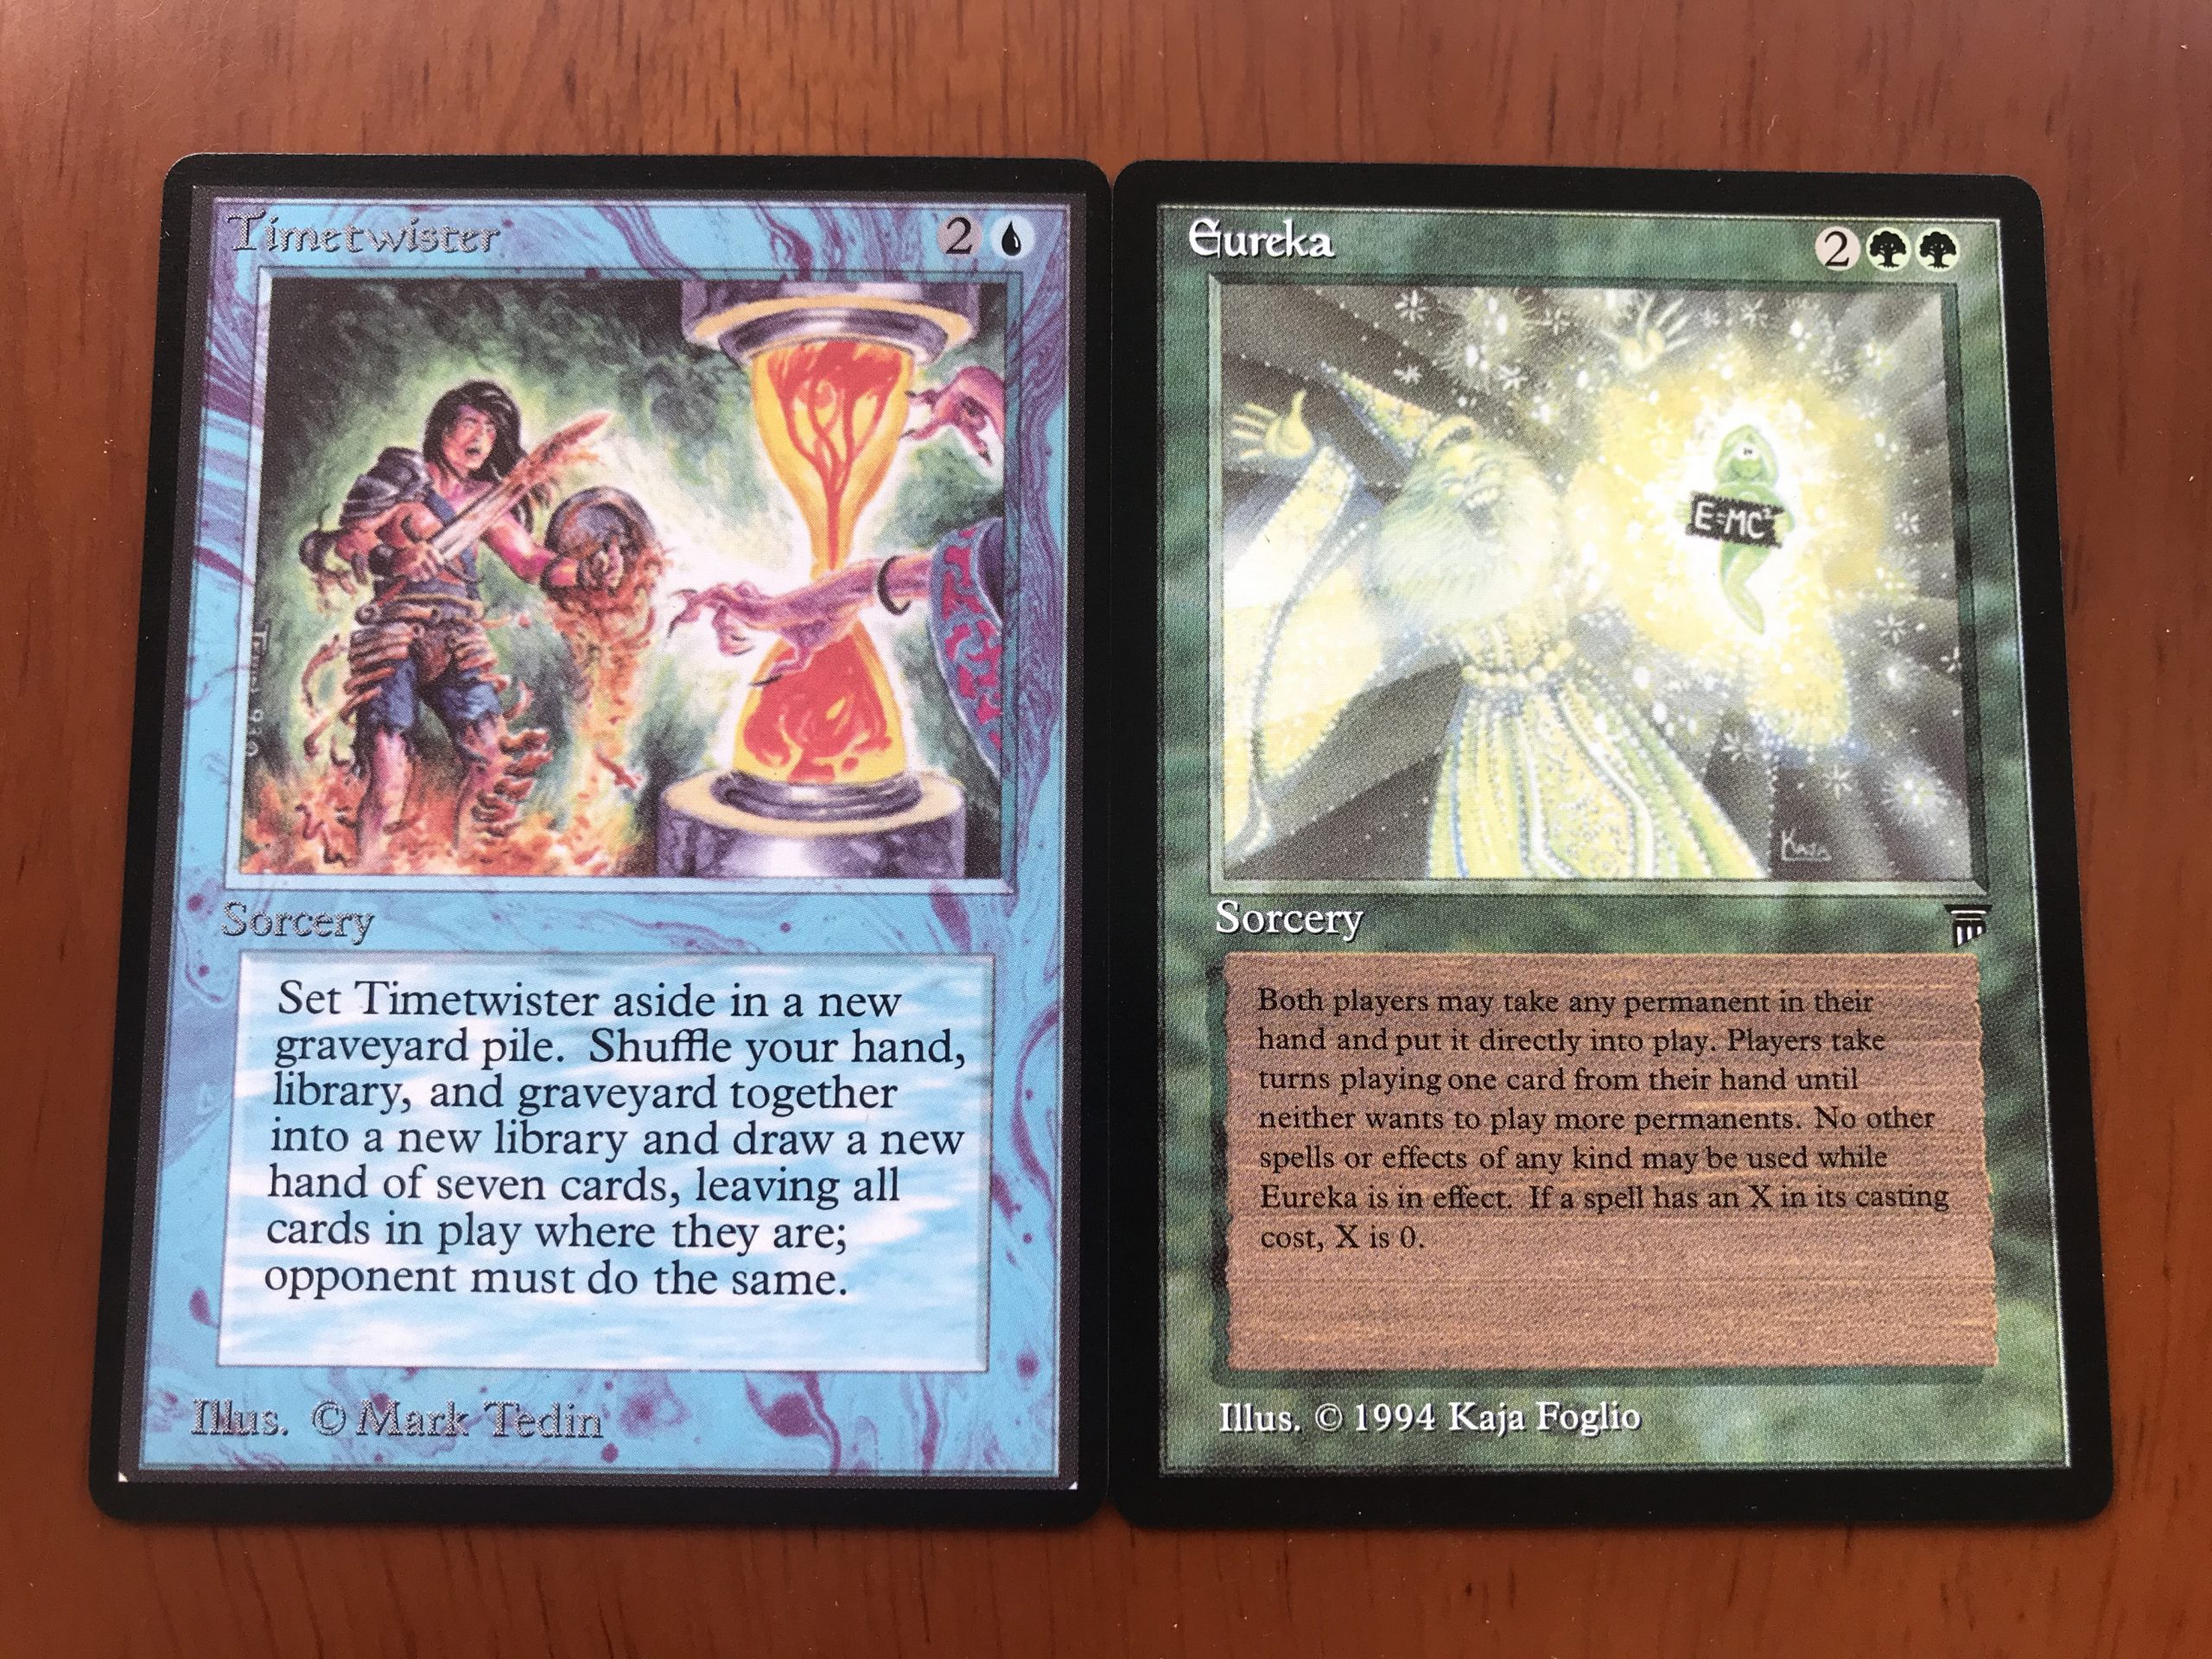 Timetwister
2
Sorcery
Set Timetwister aside in a new
graveyard pile. Shuffle your hand,
library, and graveyard together
into a new library and draw a new
hand of seven cards, leaving all
cards in play where they are;
opponent must do the same.
Illus. © Mark Tedin
Eureka
2
E=MC²
Kaja
Sorcery
Both players may take any permanent in their
hand and put it directly into play. Players take
turns playing one card from their hand until
neither wants to play more permanents. No other
spells or effects of any kind may be used while
Eureka is in effect. If a spell has an X in its casting
cost, X is 0.
Illus. © 1994 Kaja Foglio